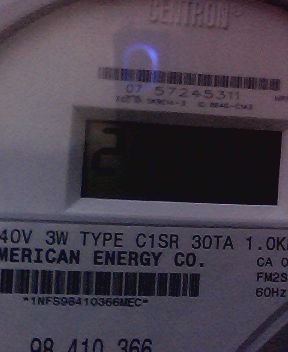 CENTRON®
07 57245311
2
40V 3W TYPE C1SR 30TA 1.0K
MERICAN ENERGY CO.
CA 0
FM2S
60Hz
*1NFS98410366MEC*
98 410 366